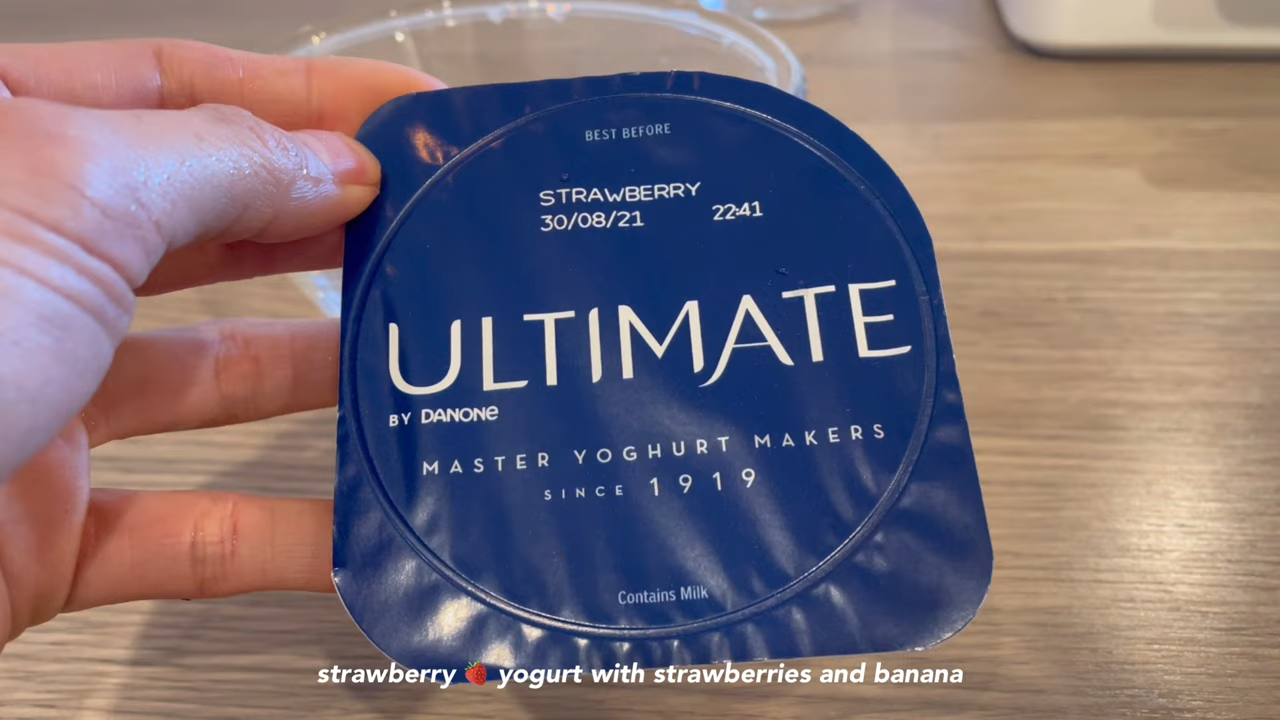 BEST BEFORE
STRAWBERRY
30/08/21 22:41
ULTIMATE
BY DANONE
MASTER YOGHURT MAKERS
SINCE 1919
Contains Milk
strawberry 🍓 yogurt with strawberries and banana